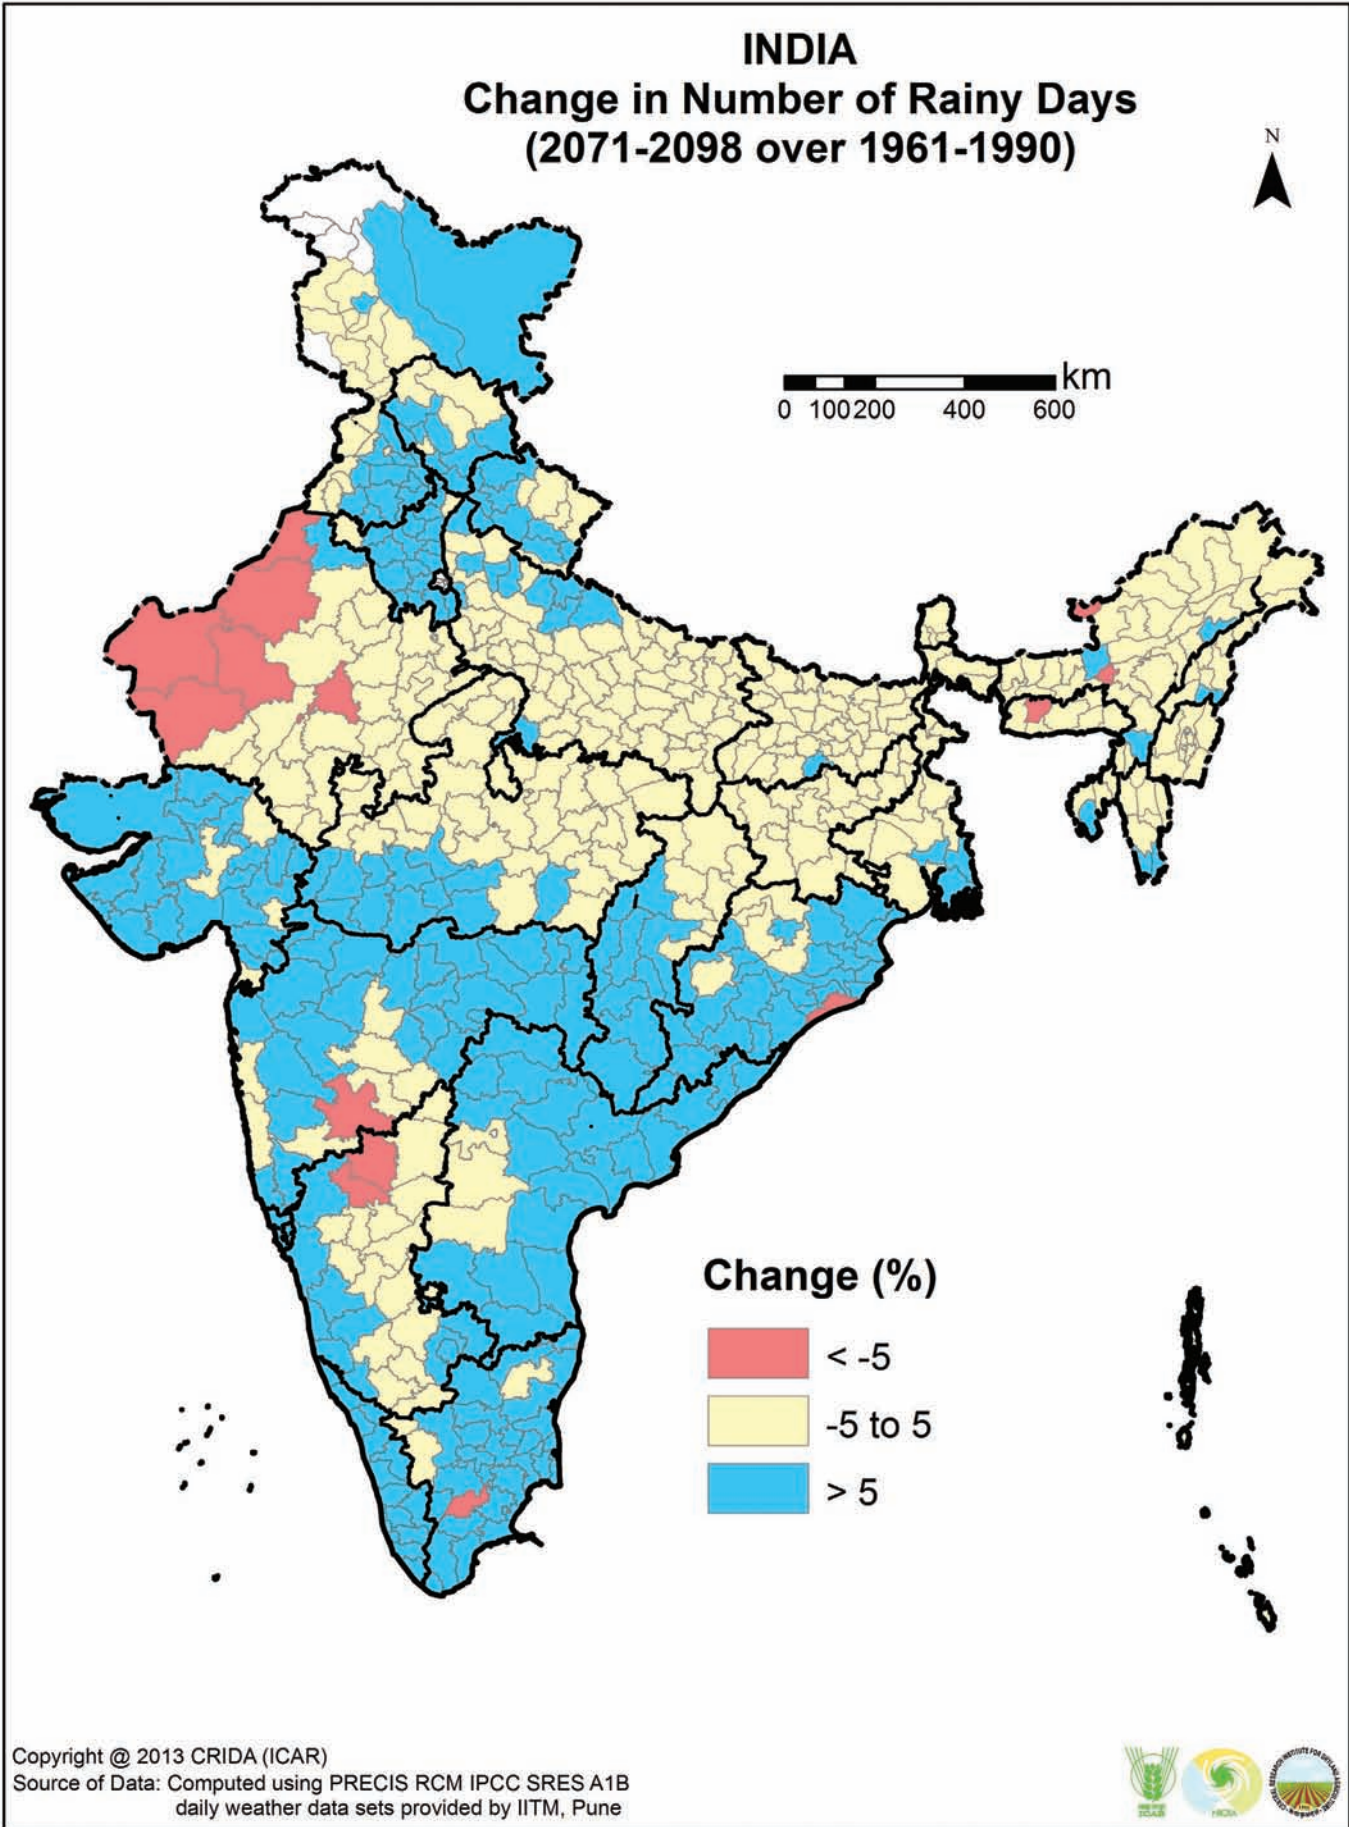 INDIA
Change in Number of Rainy Days
(2071-2098 over 1961-1990)
N
km
0 100 200 400 600
Change (%)
< -5
-5 to 5
> 5
Copyright @ 2013 CRIDA (ICAR)
Source of Data: Computed using PRECIS RCM IPCC SRES A1B
daily weather data sets provided by IITM, Pune